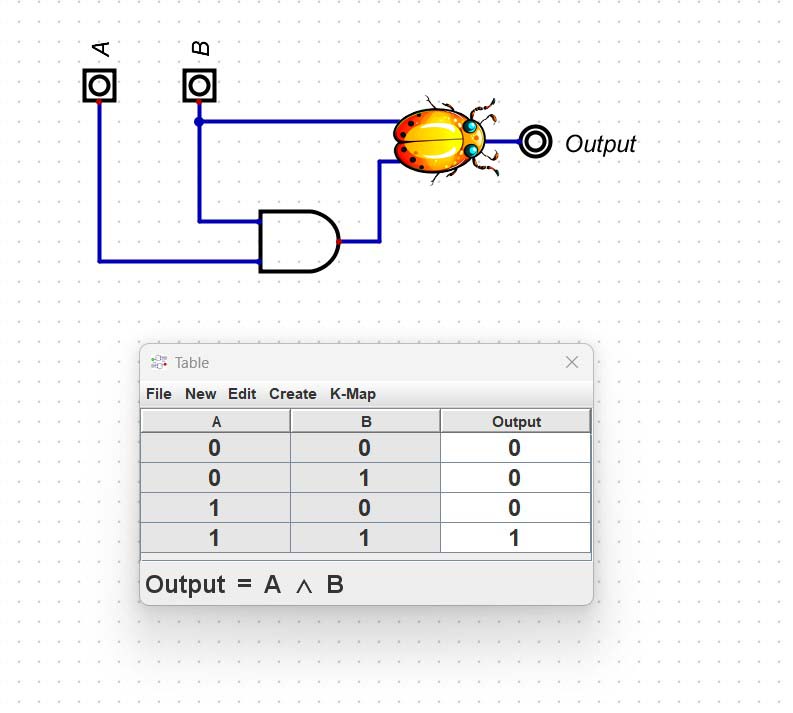 A B
Output
Table
File New Edit Create K-Map
A B Output
0 0 0
0 1 0
1 0 0
1 1 1
Output = A ∧ B